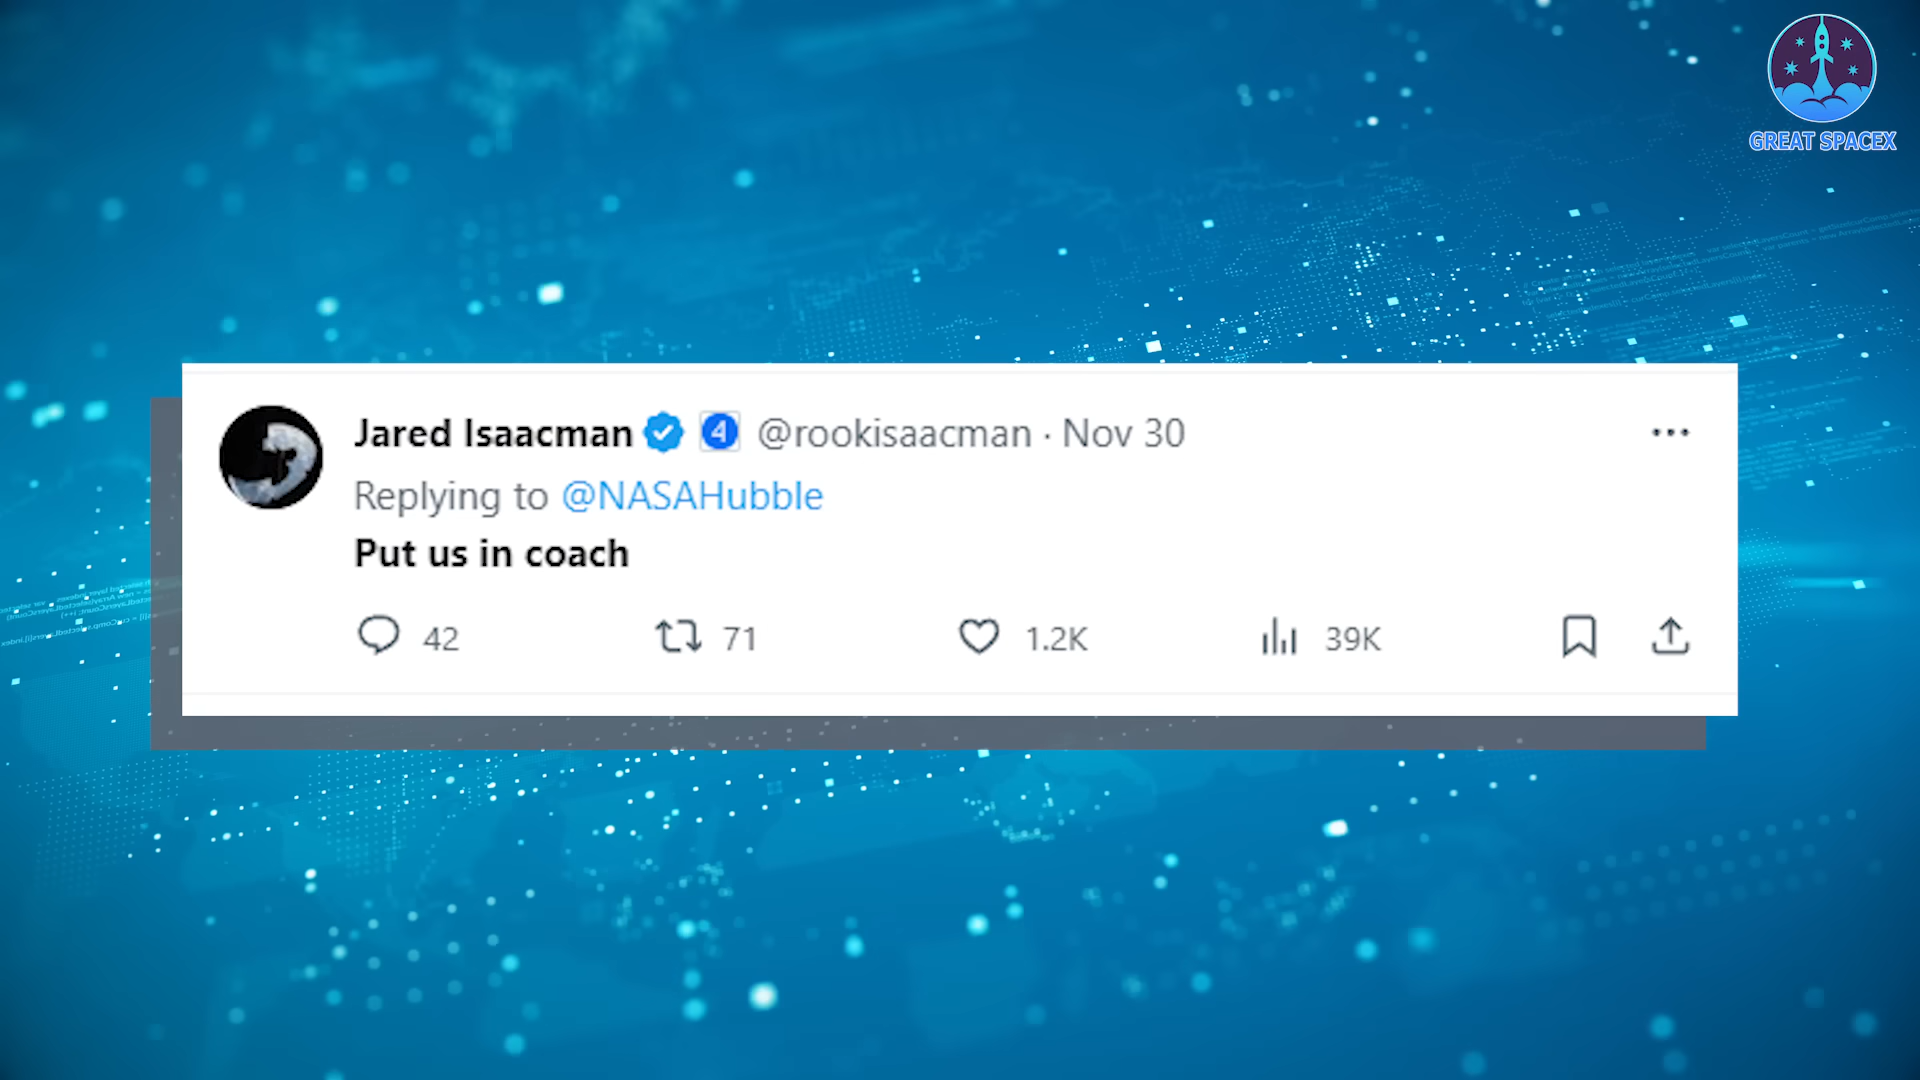 GREAT SPACEX
Jared Isaacman 4 @rookisaacman · Nov 30
Replying to @NASAHubble
Put us in coach
42 71 1.2K 39K